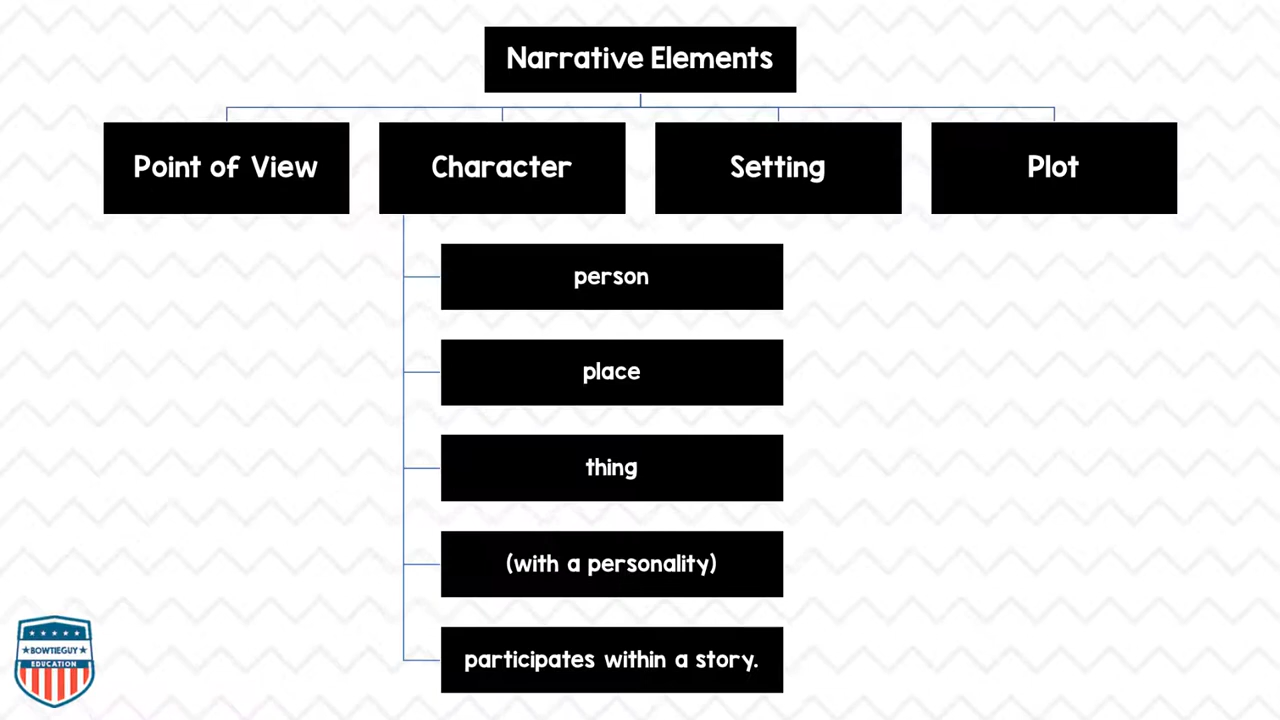 Narrative Elements
Point of View
Character
Setting
Plot
person
place
thing
(with a personality)
participates within a story.
BOWTIEGUY
EDUCATION